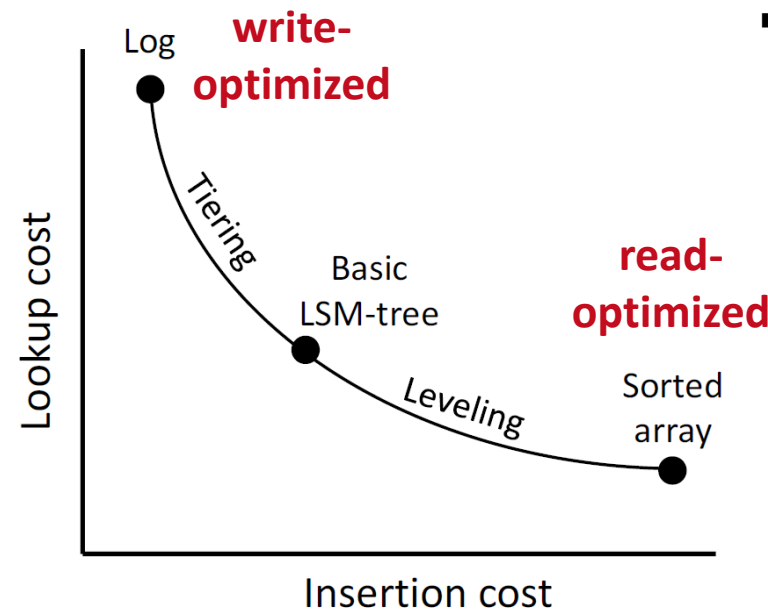 Log
write-
optimized
Tiering
Basic
LSM-tree
read-
optimized
Leveling
Sorted
array
Lookup cost
Insertion cost